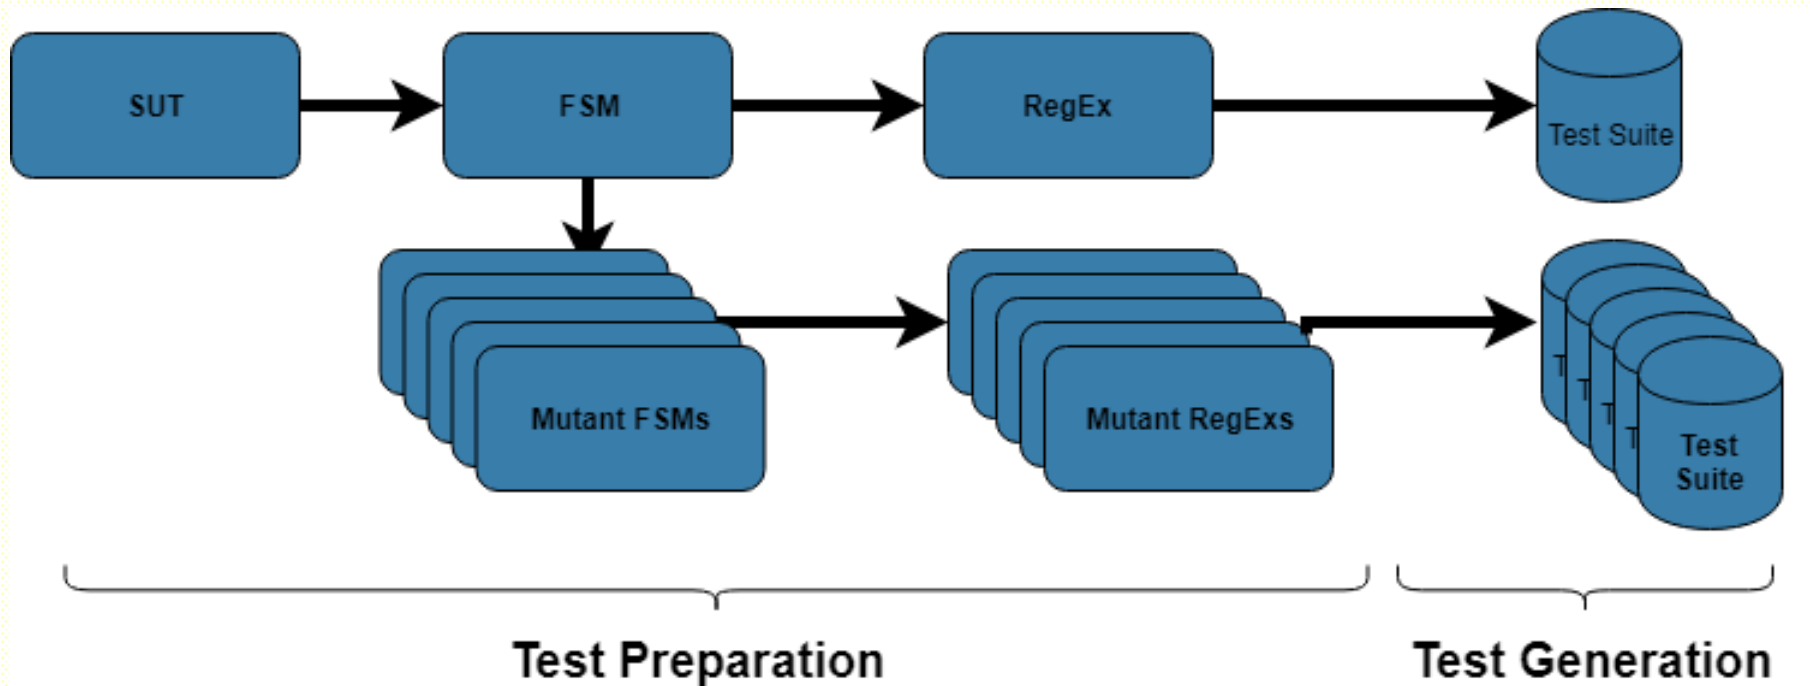 SUT
FSM
RegEx
Test Suite
Mutant FSMs
Mutant RegExs
T
T
T
T
Test
Suite
Test Preparation
Test Generation